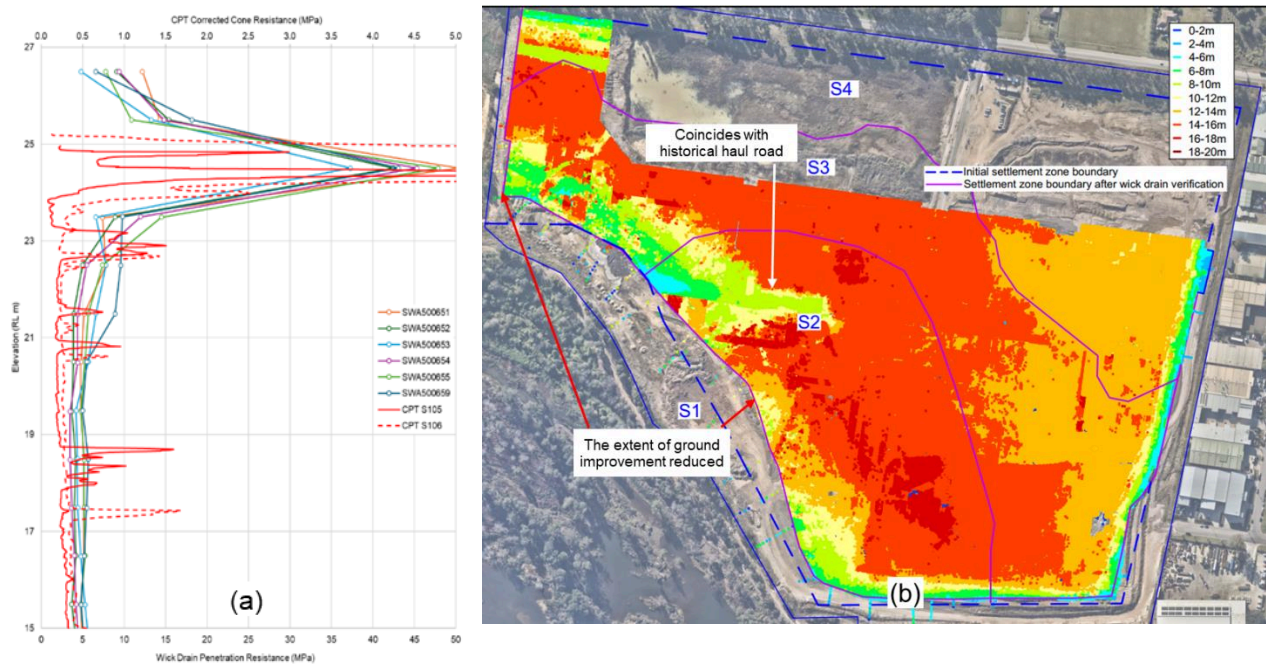 CPT Corrected Cone Resistance (MPa)
0.0 0.5 1.0 1.5 2.0 2.5 3.0 3.5 4.0 4.5 5.0
27
25
23
21
19
17
15
Elevation (RL m)
SWA500651
SWA500652
SWA500653
SWA500654
SWA500655
SWA500659
CPT S105
CPT S106
(a)
0 5 10 15 20 25 30 35 40 45 50
Wick Drain Penetration Resistance (MPa)
0-2m
2-4m
4-6m
6-8m
8-10m
10-12m
12-14m
14-16m
16-18m
18-20m
S4
Coincides with
historical haul road
S3
Initial settlement zone boundary
Settlement zone boundary after wick drain verification
S2
S1
The extent of ground
improvement reduced
(b)